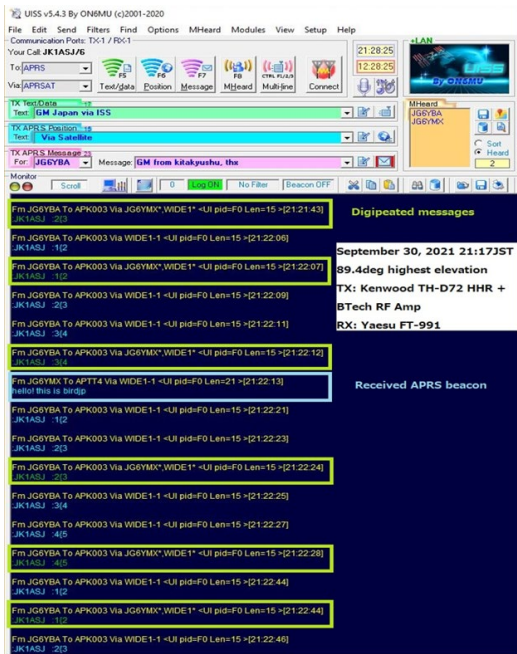 UISS v5.4.3 By ON6MU (c)2001-2020
File Edit Send Filters Find Options MHeard Modules View Setup Help
Communication Ports: TX-1 / RX-1
+LAN
Your Call: JK1ASJ/6
21:28:25
To: APRS
12:28:25
F5 F6 F7 F8 CTRL F1/2/3
Via: APRSAT
Text/data Position Message MHeard Multi-line Connect
UISS
By ON6MU
TX Text/Data
MHeard
Text: GM Japan via ISS
JG6YBA
JG6YMX
TX APRS Position
Text: Via Satellite
Sort
TX APRS Message
Heard
For: JG6YBA Message: GM from kitakyushu, thx
2
Monitor
Scroll 0 Log ON No Filter Beacon OFF
Fm JG6YBA To APK003 Via JG6YMX*,WIDE1* <UI pid=F0 Len=15 >[21:21:43]
:JK1ASJ :2{3
Digipeated messages
Fm JG6YBA To APK003 Via WIDE1-1 <UI pid=F0 Len=15 >[21:22:06]
:JK1ASJ :1{2
Fm JG6YBA To APK003 Via JG6YMX*,WIDE1* <UI pid=F0 Len=15 >[21:22:07]
:JK1ASJ :1{2
Fm JG6YBA To APK003 Via WIDE1-1 <UI pid=F0 Len=15 >[21:22:09]
:JK1ASJ :2{3
Fm JG6YBA To APK003 Via WIDE1-1 <UI pid=F0 Len=15 >[21:22:11]
:JK1ASJ :3{4
September 30, 2021 21:17JST
89.4deg highest elevation
TX: Kenwood TH-D72 HHR +
BTech RF Amp
RX: Yaesu FT-991
Fm JG6YBA To APK003 Via JG6YMX*,WIDE1* <UI pid=F0 Len=15 >[21:22:12]
:JK1ASJ :3{4
Fm JG6YMX To APTT4 Via WIDE1-1 <UI pid=F0 Len=21 >[21:22:13]
hello! this is birdjp
Received APRS beacon
Fm JG6YBA To APK003 Via WIDE1-1 <UI pid=F0 Len=15 >[21:22:21]
:JK1ASJ :1{2
Fm JG6YBA To APK003 Via WIDE1-1 <UI pid=F0 Len=15 >[21:22:23]
:JK1ASJ :2{3
Fm JG6YBA To APK003 Via JG6YMX*,WIDE1* <UI pid=F0 Len=15 >[21:22:24]
:JK1ASJ :2{3
Fm JG6YBA To APK003 Via WIDE1-1 <UI pid=F0 Len=15 >[21:22:25]
:JK1ASJ :3{4
Fm JG6YBA To APK003 Via WIDE1-1 <UI pid=F0 Len=15 >[21:22:27]
:JK1ASJ :4{5
Fm JG6YBA To APK003 Via JG6YMX*,WIDE1* <UI pid=F0 Len=15 >[21:22:28]
:JK1ASJ :4{5
Fm JG6YBA To APK003 Via WIDE1-1 <UI pid=F0 Len=15 >[21:22:44]
:JK1ASJ :1{2
Fm JG6YBA To APK003 Via JG6YMX*,WIDE1* <UI pid=F0 Len=15 >[21:22:44]
:JK1ASJ :1{2
Fm JG6YBA To APK003 Via WIDE1-1 <UI pid=F0 Len=15 >[21:22:46]
:JK1ASJ :2{3